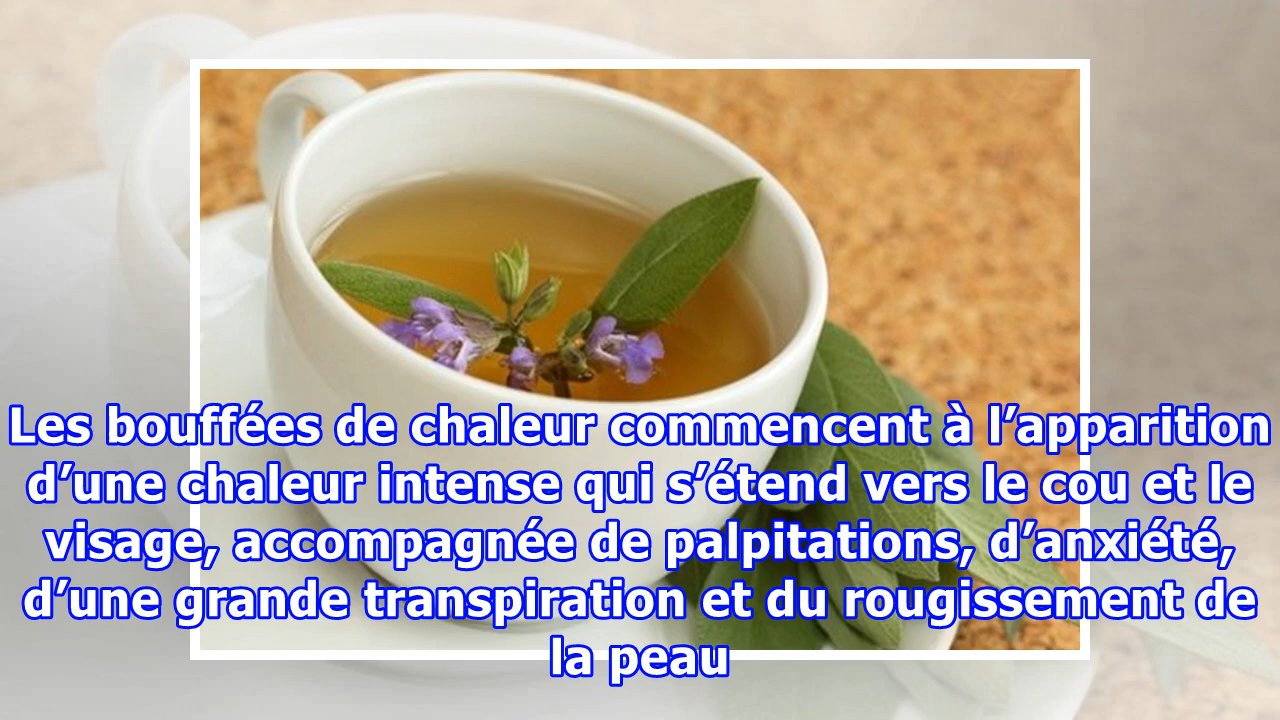 Les bouffées de chaleur commencent à l’apparition
d’une chaleur intense qui s’étend vers le cou et le
visage, accompagnée de palpitations, d’anxiété,
d’une grande transpiration et du rougissement de
la peau